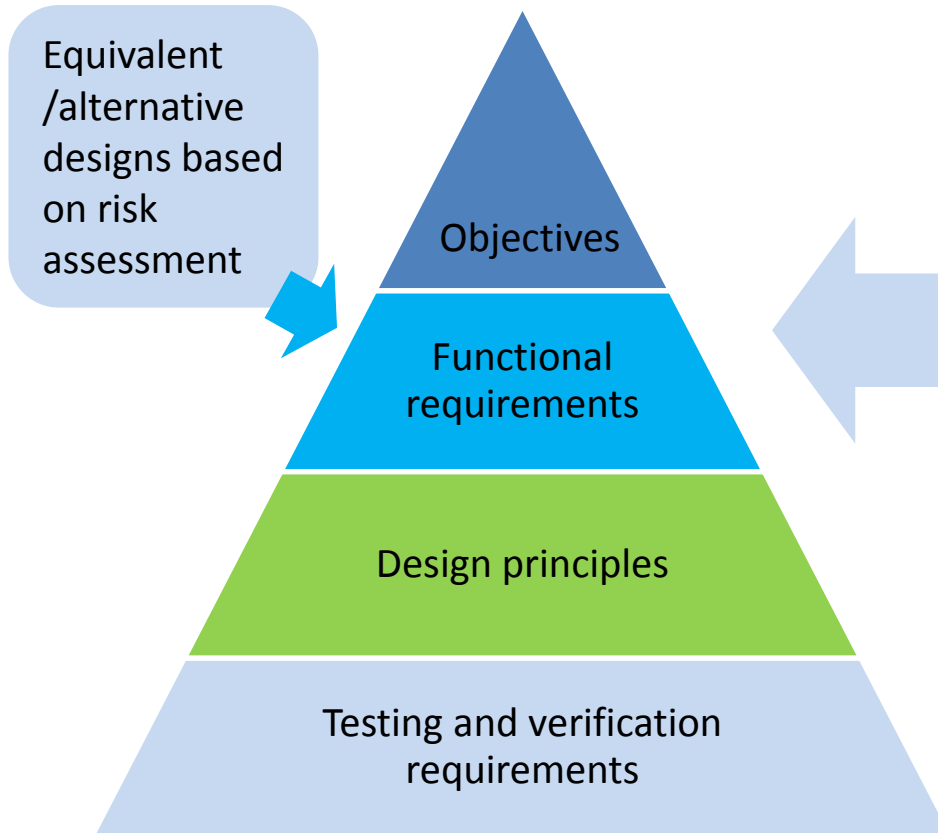 Equivalent
/alternative
designs based
on risk
assessment
Objectives
Functional
requirements
Design principles
Testing and verification
requirements